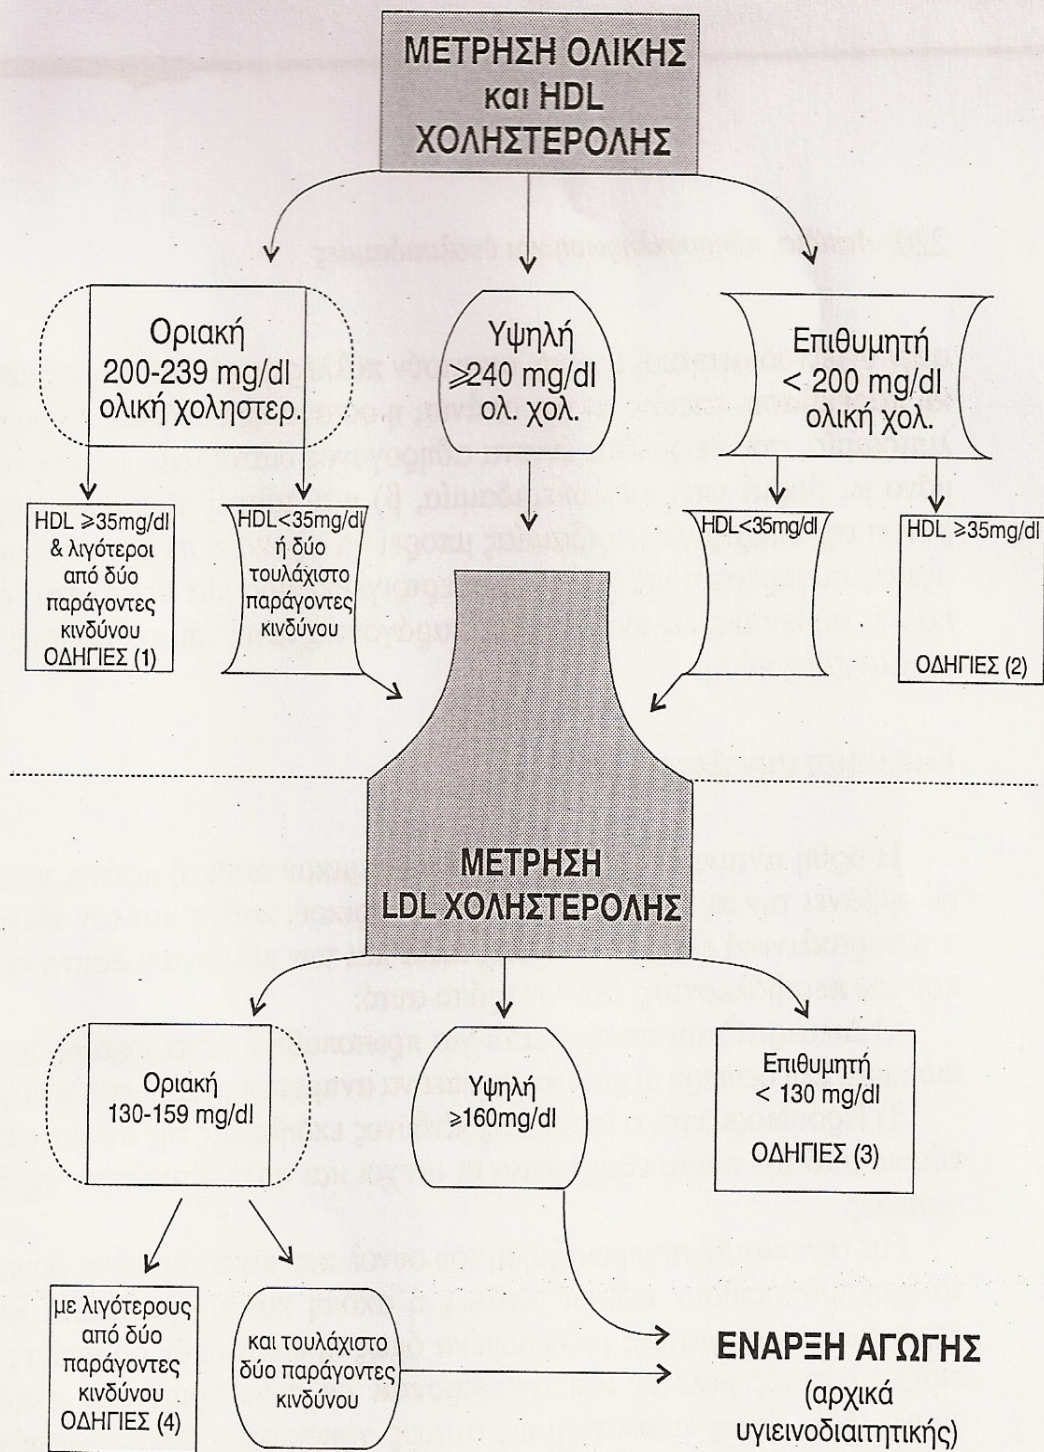 ΜΕΤΡΗΣΗ ΟΛΙΚΗΣ
και HDL
ΧΟΛΗΣΤΕΡΟΛΗΣ
Οριακή
200-239 mg/dl
ολική χοληστερ.
Υψηλή
≥240 mg/dl
ολ. χολ.
Επιθυμητή
< 200 mg/dl
ολική χολ.
HDL ≥35mg/dl
& λιγότεροι
από δύο
παράγοντες
κινδύνου
ΟΔΗΓΙΕΣ (1)
HDL<35mg/dl
ή δύο
τουλάχιστο
παράγοντες
κινδύνου
HDL<35mg/dl
HDL ≥35mg/dl
ΟΔΗΓΙΕΣ (2)
ΜΕΤΡΗΣΗ
LDL ΧΟΛΗΣΤΕΡΟΛΗΣ
Οριακή
130-159 mg/dl
Υψηλή
≥160mg/dl
Επιθυμητή
< 130 mg/dl
ΟΔΗΓΙΕΣ (3)
με λιγότερους
από δύο
παράγοντες
κινδύνου
ΟΔΗΓΙΕΣ (4)
και τουλάχιστο
δύο παράγοντες
κινδύνου
ΕΝΑΡΞΗ ΑΓΩΓΗΣ
(αρχικά
υγιεινοδιαιτητικής)